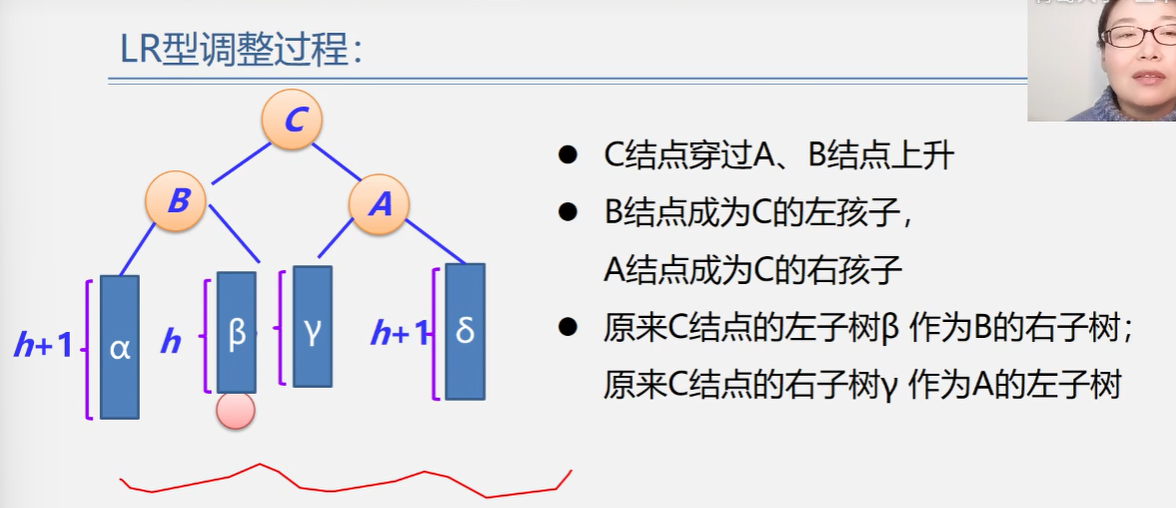 LR型调整过程：
C
B
A
● C结点穿过A、B结点上升
● B结点成为C的左孩子，
A结点成为C的右孩子
● 原来C结点的左子树β 作为B的右子树；
原来C结点的右子树γ 作为A的左子树
h+1
α
h
β
γ
h+1
δ